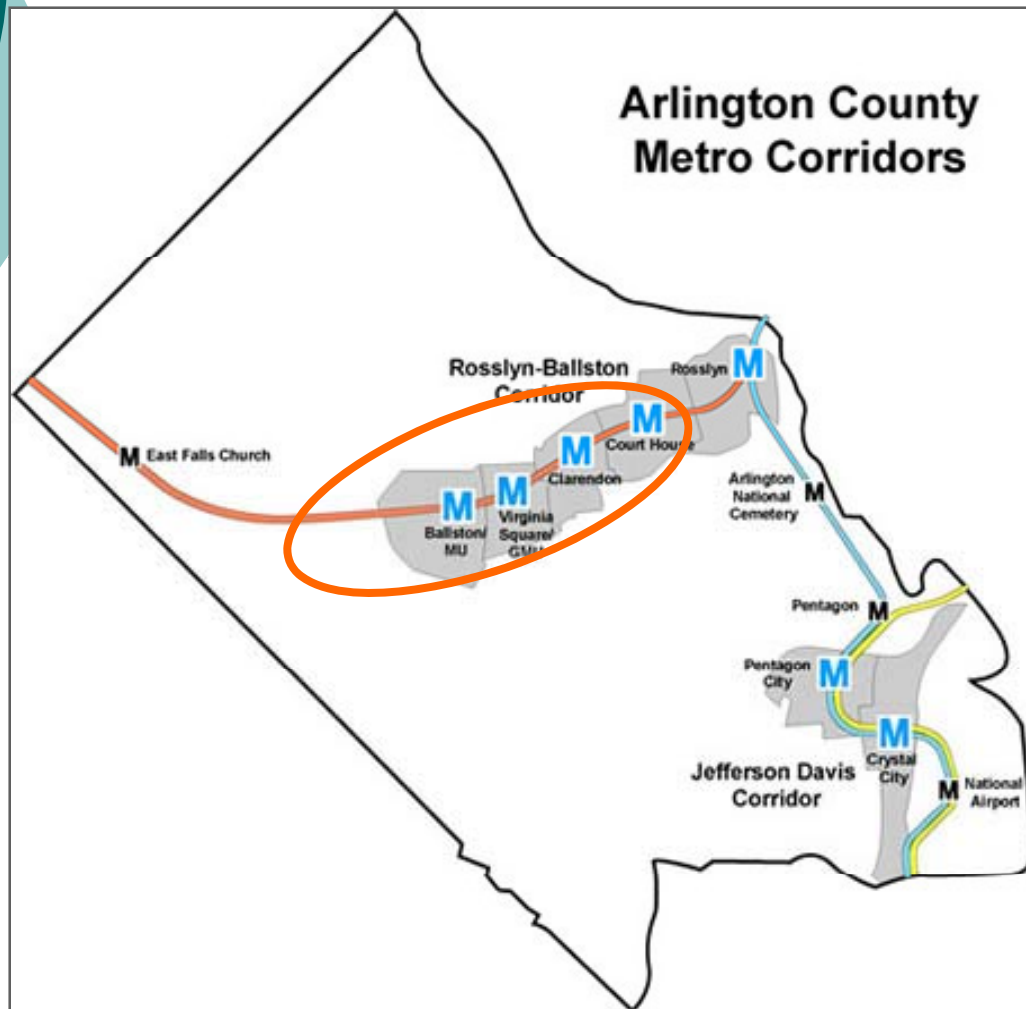 Arlington County
Metro Corridors
Rosslyn-Ballston
Corridor
Rosslyn
M
M
Court House
M
Clarendon
M
East Falls Church
M
Ballston/
MU
M
Virginia
Square/
GMU
Arlington
National
Cemetery
M
Pentagon
M
Pentagon
City
M
M
Crystal
City
Jefferson Davis
Corridor
M
National
Airport